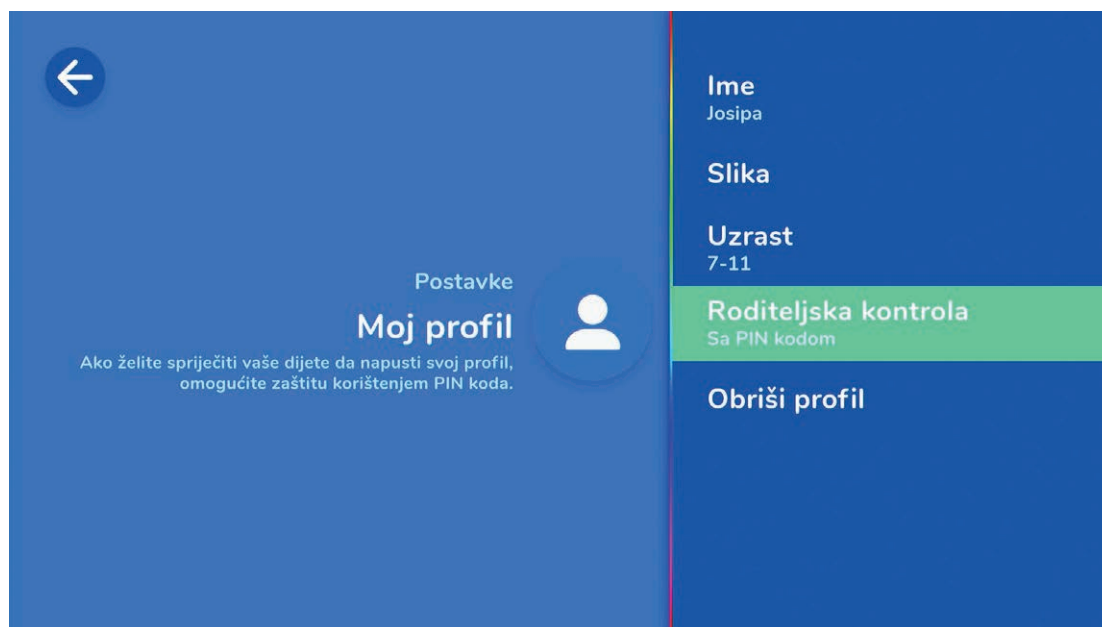 Postavke
Moj profil
Ako želite spriječiti vaše dijete da napusti svoj profil,
omogućite zaštitu korištenjem PIN koda.
Ime
Josipa
Slika
Uzrast
7-11
Roditeljska kontrola
Sa PIN kodom
Obriši profil